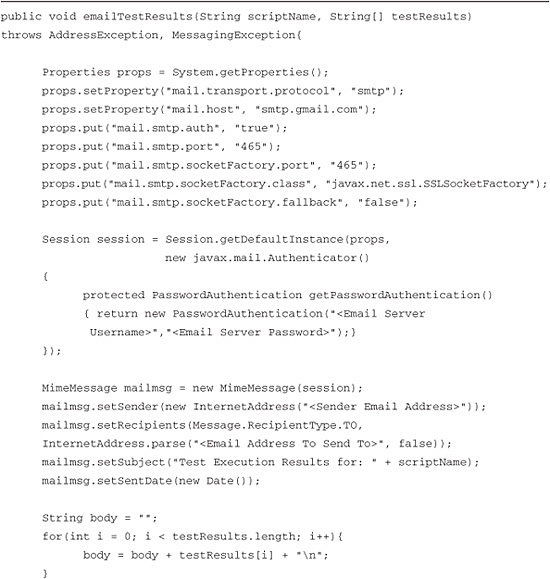 public void emailTestResults(String scriptName, String[] testResults)
throws AddressException, MessagingException{
Properties props = System.getProperties();
props.setProperty("mail.transport.protocol", "smtp");
props.setProperty("mail.host", "smtp.gmail.com");
props.put("mail.smtp.auth", "true");
props.put("mail.smtp.port", "465");
props.put("mail.smtp.socketFactory.port", "465");
props.put("mail.smtp.socketFactory.class", "javax.net.ssl.SSLSocketFactory");
props.put("mail.smtp.socketFactory.fallback", "false");
Session session = Session.getDefaultInstance(props,
new javax.mail.Authenticator()
{
protected PasswordAuthentication getPasswordAuthentication()
{ return new PasswordAuthentication("<Email Server
Username>","<Email Server Password>");}
});
MimeMessage mailmsg = new MimeMessage(session);
mailmsg.setSender(new InternetAddress("<Sender Email Address>"));
mailmsg.setRecipients(Message.RecipientType.TO,
InternetAddress.parse("<Email Address To Send To>", false));
mailmsg.setSubject("Test Execution Results for: " + scriptName);
mailmsg.setSentDate(new Date());
String body = "";
for(int i = 0; i < testResults.length; i++){
body = body + testResults[i] + "\n";
}